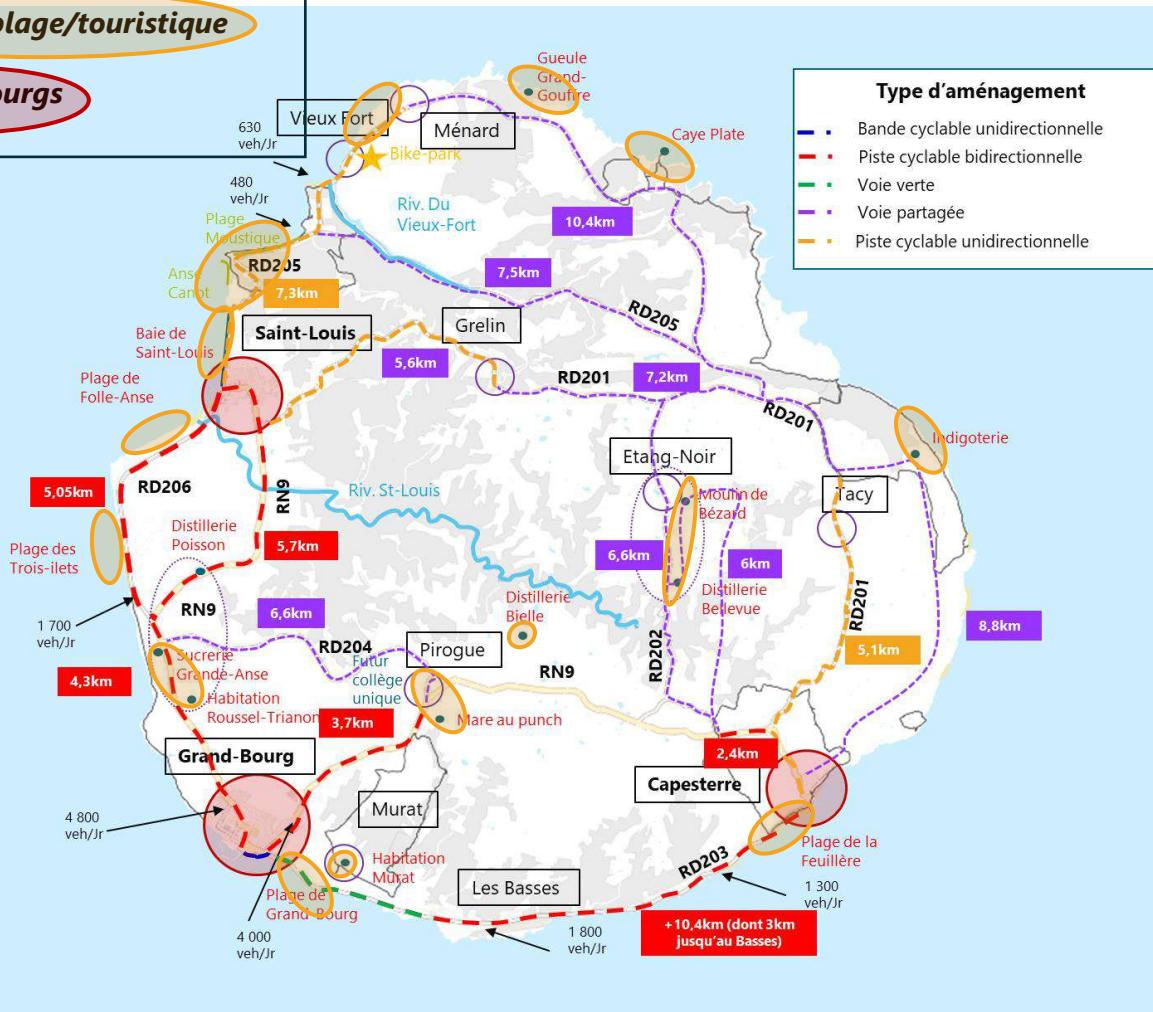 plage/touristique
ourgs
Type d'aménagement
Bande cyclable unidirectionnelle
Piste cyclable bidirectionnelle
Voie verte
Voie partagée
Piste cyclable unidirectionnelle
Gueule
Grand-
Gouffre
Vieux Fort
Ménard
630
veh/Jr
Bike-park
Caye Plate
480
veh/Jr
Riv. Du
Vieux-Fort
10,4km
Plage
Moustique
RD205
7,5km
Anse
Canot
7,3km
RD205
Baie de
Saint-Louis
Saint-Louis
Grelin
Plage de
Folle-Anse
5,6km
RD201
7,2km
RD201
Indigoterie
Etang-Noir
RD206
RN9
Riv. St-Louis
Moulin de
Bézard
Tacy
5,05km
Distillerie
Poisson
5,7km
Plage des
Trois-ilets
6,6km
6km
Distillerie
Bellevue
Distillerie
Bielle
RN9
6,6km
RD201
1 700
veh/Jr
8,8km
RD204
Pirogue
RD202
5,1km
Sucrerie
Grande-Anse
Futur
collège
unique
RN9
4,3km
Habitation
Roussel-Trianon
3,7km
Mare au punch
Grand-Bourg
2,4km
Capesterre
4 800
veh/Jr
Murat
Plage de la
Feuillère
RD203
Habitation
Murat
Les Basses
1 300
veh/Jr
Plage de
Grand-Bourg
4 000
veh/Jr
1 800
veh/Jr
+10,4km (dont 3km
jusqu'au Basses)